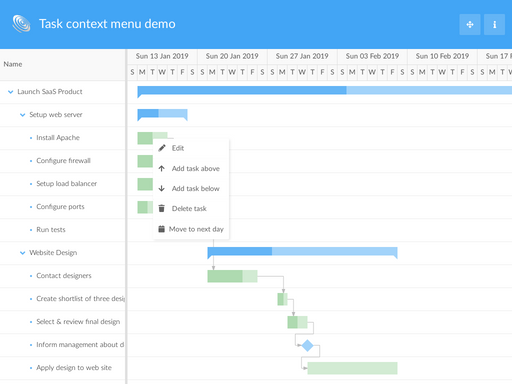 Task context menu demo
Name
Sun 13 Jan 2019 Sun 20 Jan 2019 Sun 27 Jan 2019 Sun 03 Feb 2019 Sun 10 Feb 2019 Sun 17 F
S M T W T F S S M T W T F S S M T W T F S S M T W T F S S M T W T F S S M T
Launch SaaS Product
Setup web server
Install Apache
Configure firewall
Setup load balancer
Configure ports
Run tests
Website Design
Contact designers
Create shortlist of three desig
Select & review final design
Inform management about d
Apply design to web site
Edit
Add task above
Add task below
Delete task
Move to next day